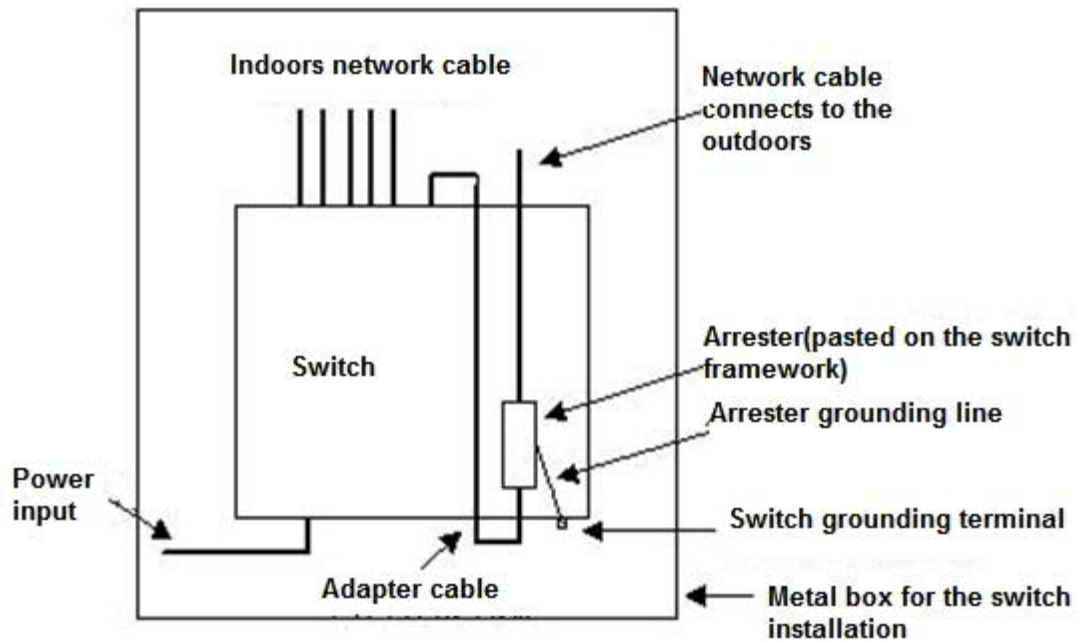 Indoors network cable
Network cable
connects to the
outdoors
Switch
Arrester(pasted on the switch
framework)
Arrester grounding line
Power
input
Switch grounding terminal
Adapter cable
Metal box for the switch
installation